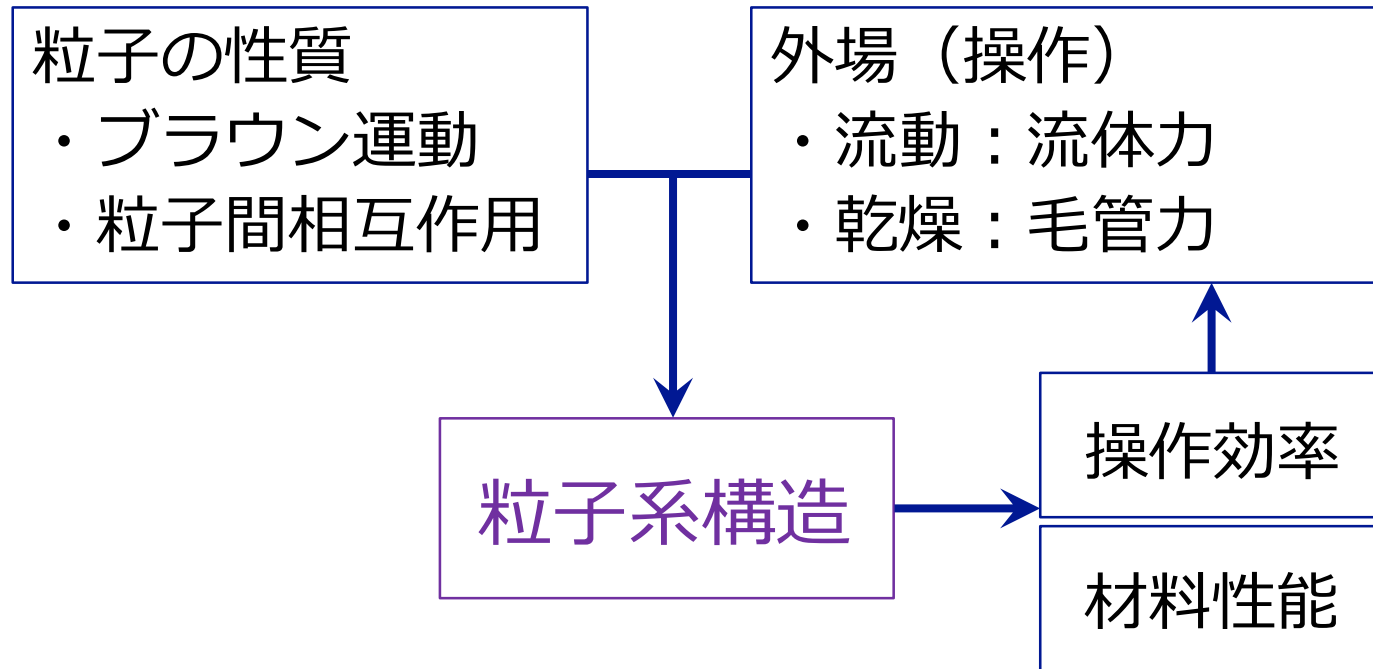 粒子の性質
・ブラウン運動
・粒子間相互作用
外場（操作）
・流動：流体力
・乾燥：毛管力
粒子系構造
操作効率
材料性能